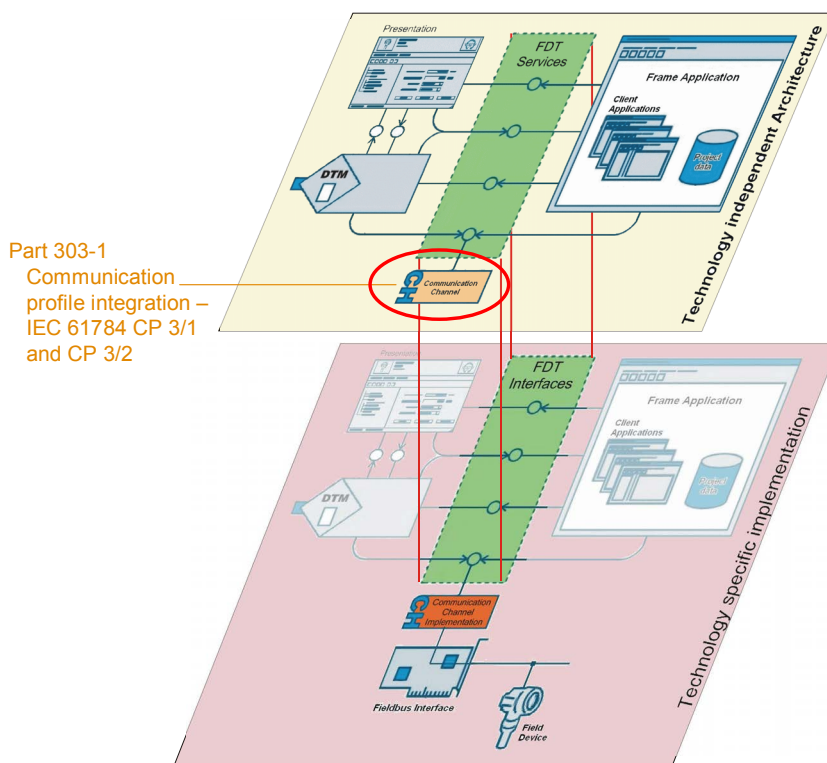 Presentation
FDT
Services
Frame Application
Client
Applications
Project
data
DTM
Technology independent Architecture
Part 303-1
Communication
profile integration –
IEC 61784 CP 3/1
and CP 3/2
CH
Communication
Channel
Presentation
FDT
Interfaces
Frame Application
Client
Applications
Project
data
DTM
Technology specific implementation
CH
Communication
Channel
Implementation
Fieldbus Interface
Field
Device